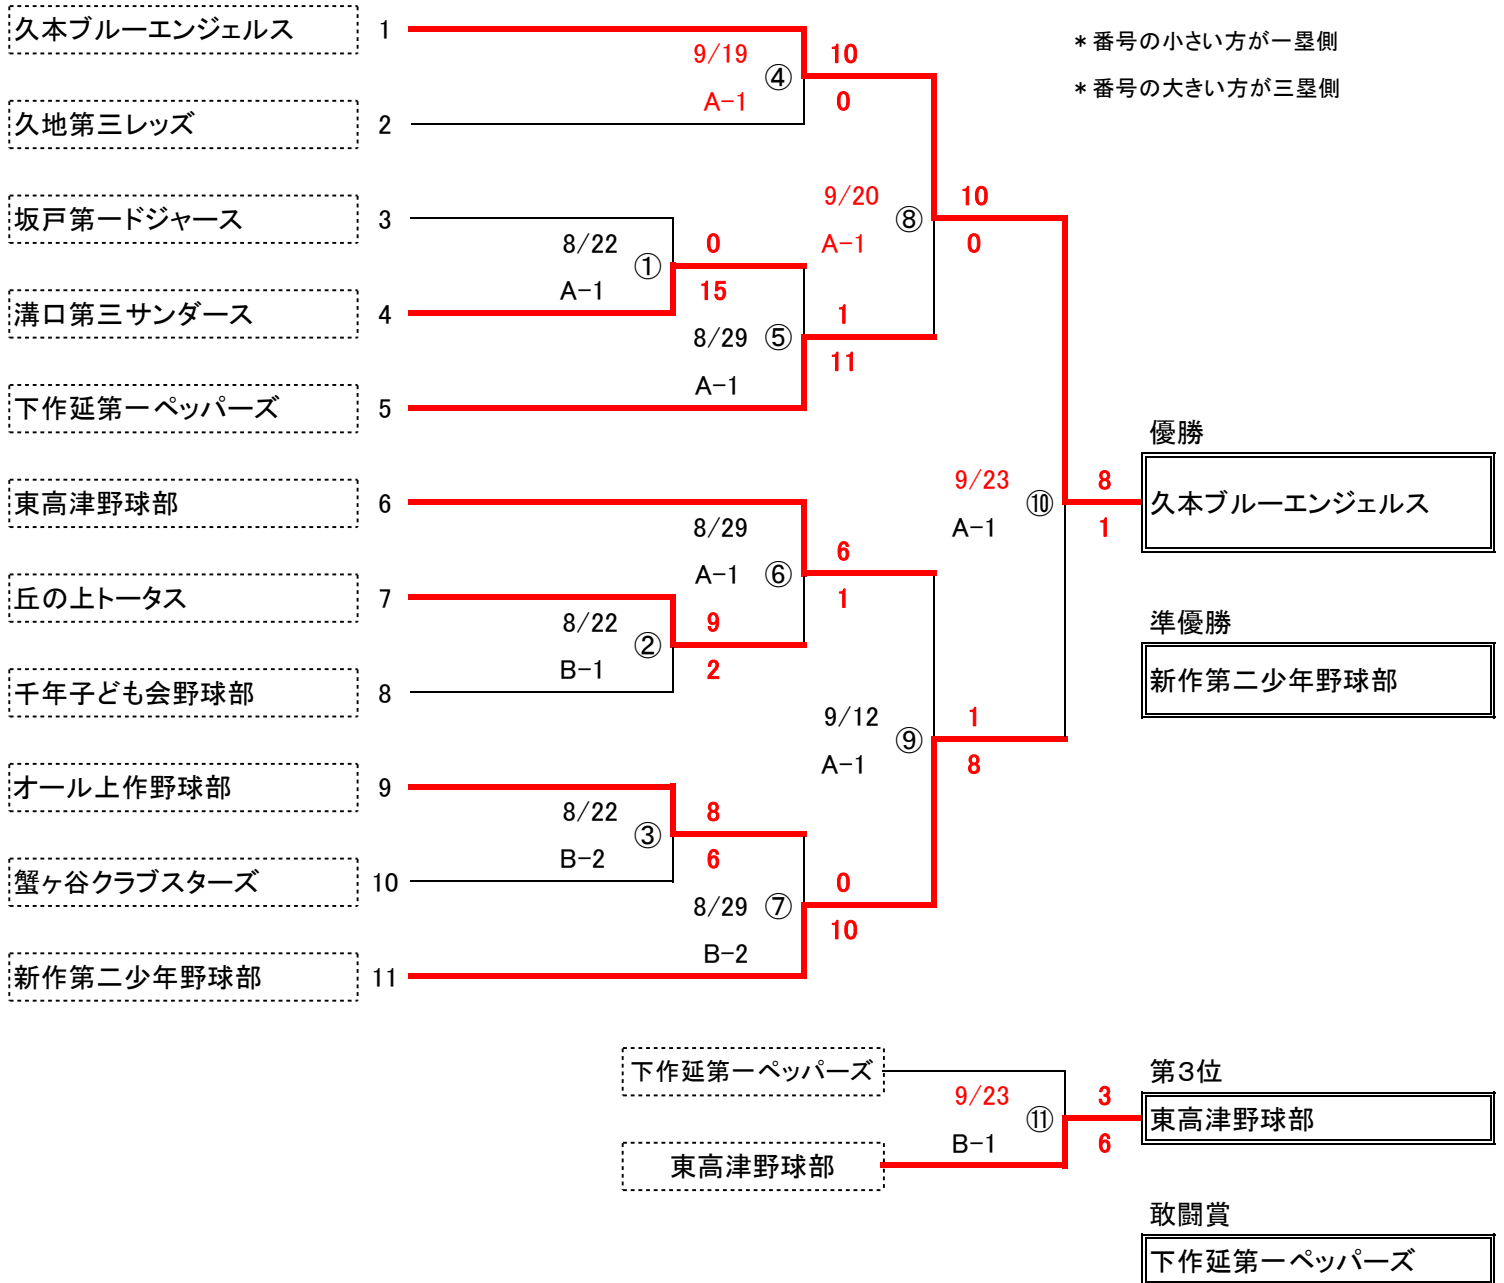 久本ブルーエンジェルス 1
9/19 ④ 10
A-1 0
＊番号の小さい方が一塁側
＊番号の大きい方が三塁側
久地第三レッズ 2
坂戸第一ドジャース 3
9/20 ⑧ 10
A-1 0
8/22 ① 0
A-1 15
溝口第三サンダース 4
8/29 ⑤ 1
A-1 11
下作延第一ペッパーズ 5
優勝
9/23 ⑩ 8
A-1 1
久本ブルーエンジェルス
東高津野球部 6
8/29 6
A-1 ⑥ 1
丘の上トータス 7
8/22 ② 9
B-1 2
準優勝
新作第二少年野球部
千年子ども会野球部 8
9/12 ⑨ 1
A-1 8
オール上作野球部 9
8/22 ③ 8
B-2 6
蟹ヶ谷クラブスターズ 10
8/29 ⑦ 0
B-2 10
新作第二少年野球部 11
下作延第一ペッパーズ
第3位
9/23 ⑪ 3
B-1 6
東高津野球部
東高津野球部
敢闘賞
下作延第一ペッパーズ